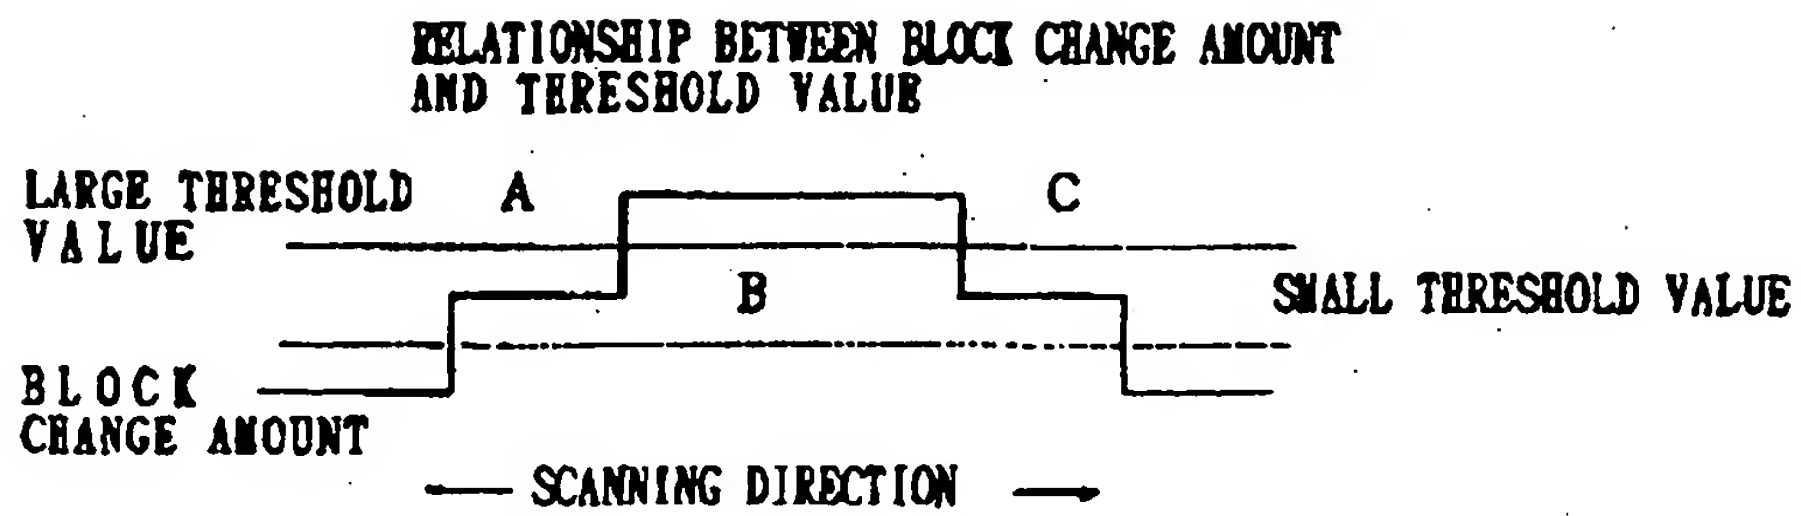 RELATIONSHIP BETWEEN BLOCK CHANGE AMOUNT
AND THRESHOLD VALUE
LARGE THRESHOLD
VALUE
A
C
B
SMALL THRESHOLD VALUE
BLOCK
CHANGE AMOUNT
SCANNING DIRECTION